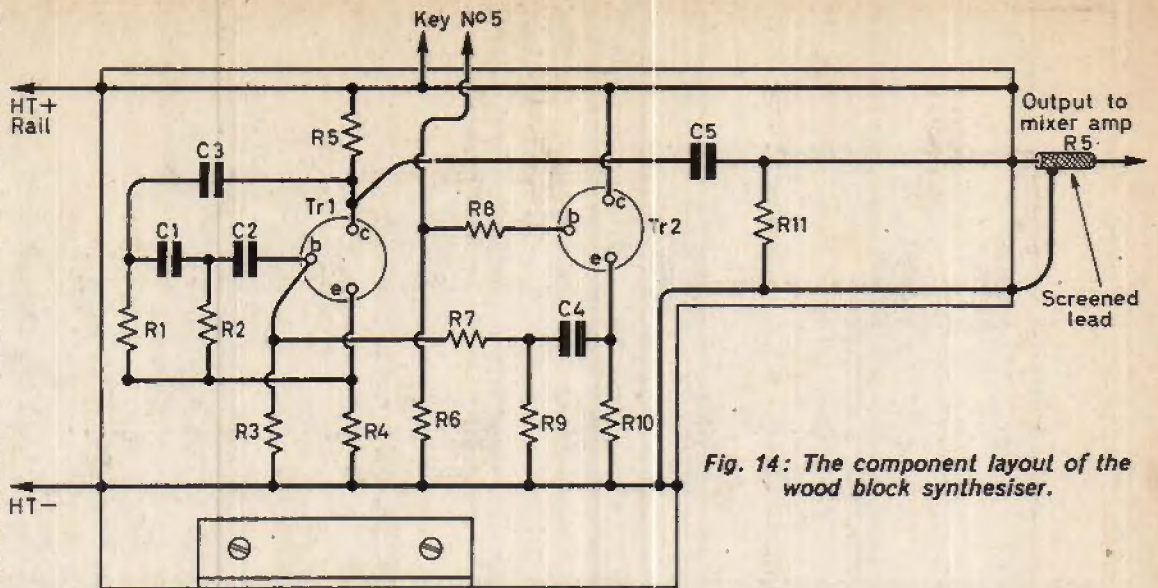 Key Nº5
HT+
Rail
Output to
mixer amp
R5
R5
C5
C3
Tr1
c
C1
C2
b
e
R8
b
c
Tr2
e
R11
Screened
lead
R1
R2
R7
C4
R3
R4
R6
R9
R10
HT−
Fig. 14: The component layout of the
wood block synthesiser.